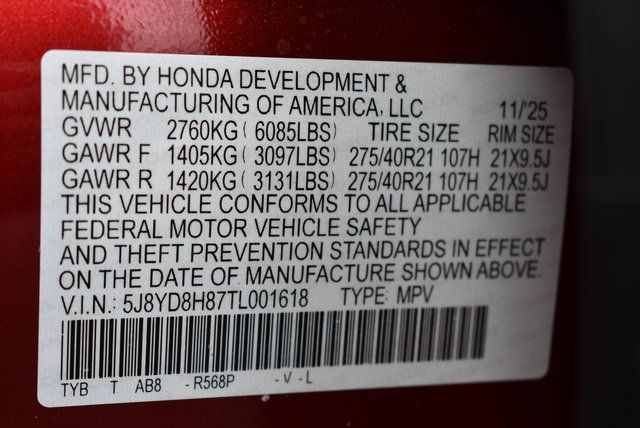 MFD. BY HONDA DEVELOPMENT &
MANUFACTURING OF AMERICA, LLC 11/'25
GVWR 2760KG ( 6085LBS) TIRE SIZE RIM SIZE
GAWR F 1405KG ( 3097LBS) 275/40R21 107H 21X9.5J
GAWR R 1420KG ( 3131LBS) 275/40R21 107H 21X9.5J
THIS VEHICLE CONFORMS TO ALL APPLICABLE
FEDERAL MOTOR VEHICLE SAFETY
AND THEFT PREVENTION STANDARDS IN EFFECT
ON THE DATE OF MANUFACTURE SHOWN ABOVE.
V.I.N.: 5J8YD8H87TL001618 TYPE: MPV
TYB T AB8 - R568P - V - L